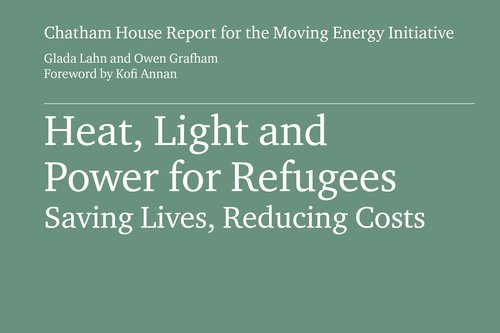 Chatham House Report for the Moving Energy Initiative
Glada Lahn and Owen Grafham
Foreword by Kofi Annan
Heat, Light and
Power for Refugees
Saving Lives, Reducing Costs